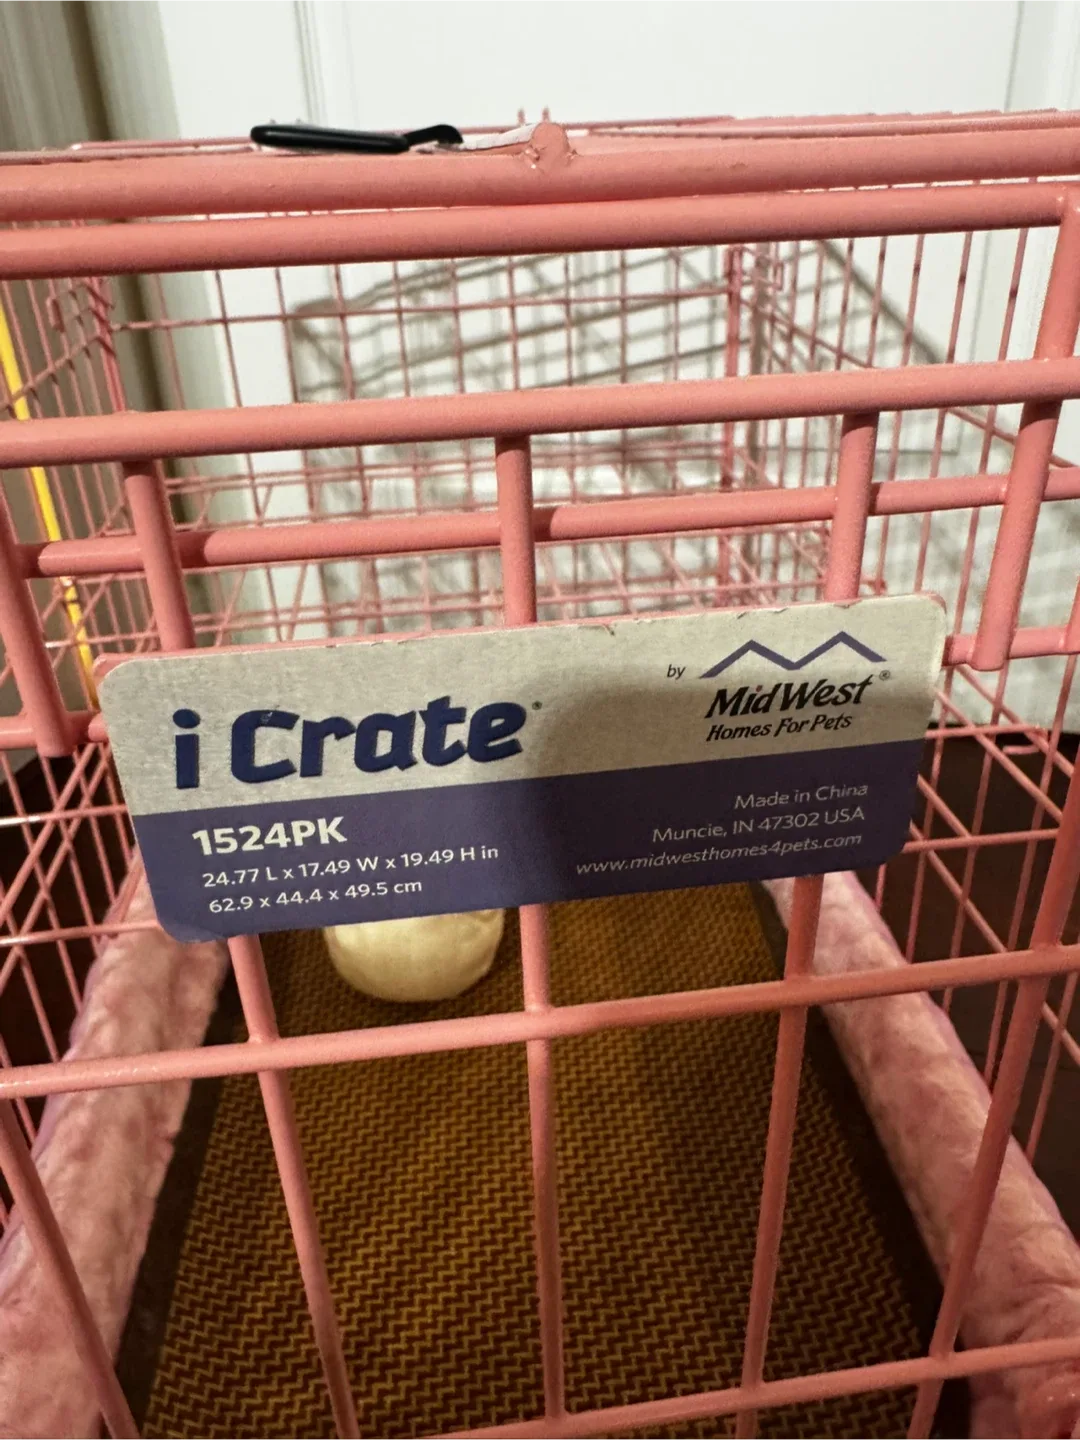 iCrate®
by MidWest®
Homes For Pets
1524PK
24.77 L x 17.49 W x 19.49 H in
62.9 x 44.4 x 49.5 cm
Made in China
Muncie, IN 47302 USA
www.midwesthomes4pets.com